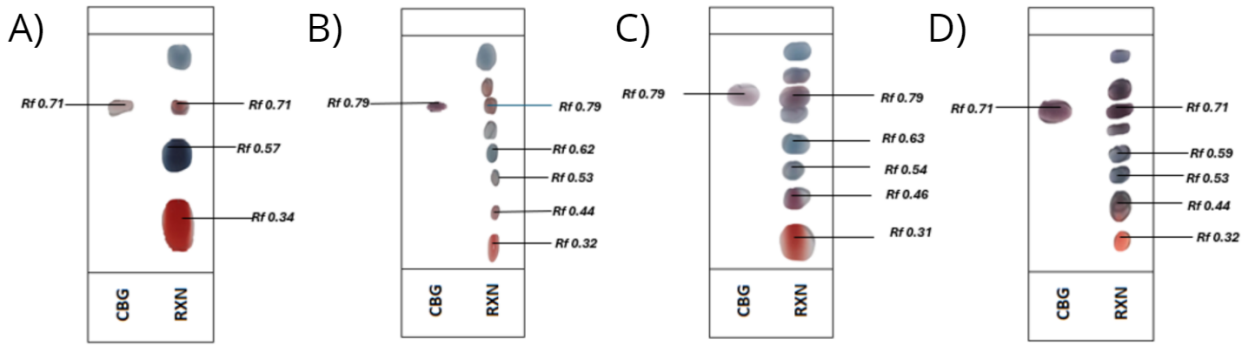 A)
Rf 0.71
Rf 0.71
Rf 0.57
Rf 0.34
CBG
RXN
B)
Rf 0.79
Rf 0.79
Rf 0.62
Rf 0.53
Rf 0.44
Rf 0.32
CBG
RXN
C)
Rf 0.79
Rf 0.79
Rf 0.63
Rf 0.54
Rf 0.46
Rf 0.31
CBG
RXN
D)
Rf 0.71
Rf 0.71
Rf 0.59
Rf 0.53
Rf 0.44
Rf 0.32
CBG
RXN